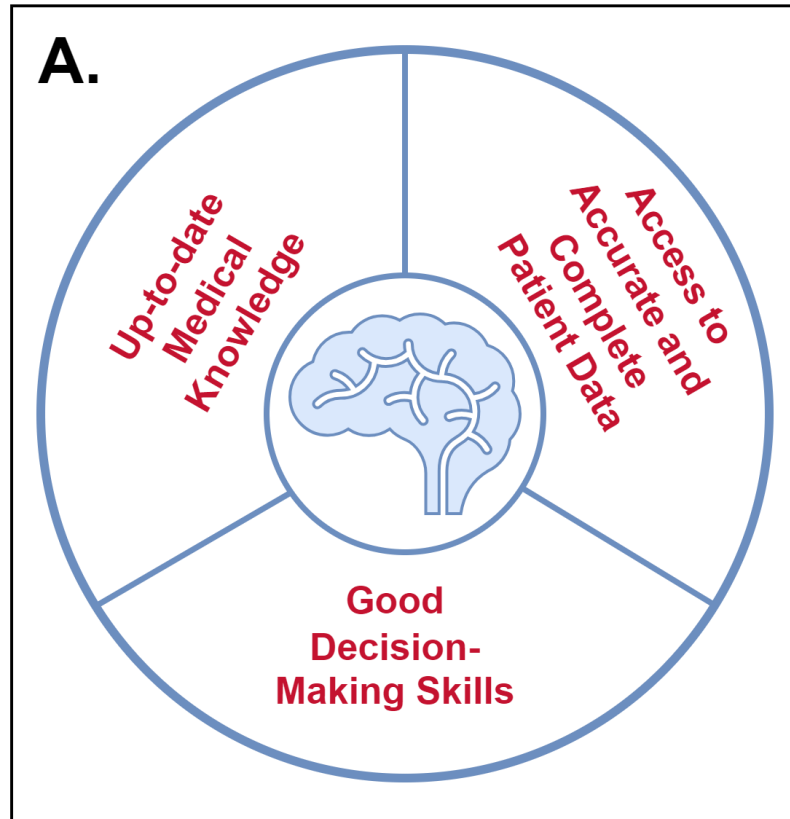 A.
Up-to-date
Medical
Knowledge
Access to
Accurate and
Complete
Patient Data
Good
Decision-
Making Skills